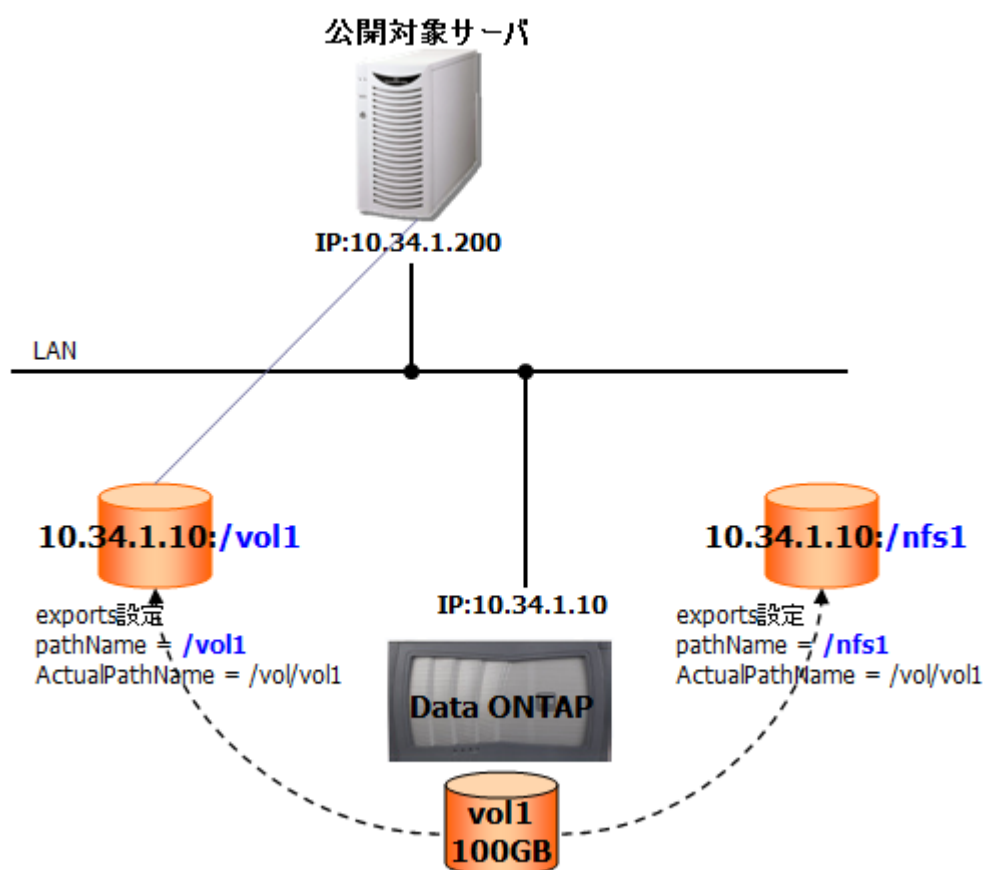 公開対象サーバ
IP:10.34.1.200
LAN
10.34.1.10:/vol1
exports設定
pathName = /vol1
ActualPathName = /vol/vol1
10.34.1.10:/nfs1
exports設定
pathName = /nfs1
ActualPathName = /vol/vol1
IP:10.34.1.10
Data ONTAP
vol1
100GB